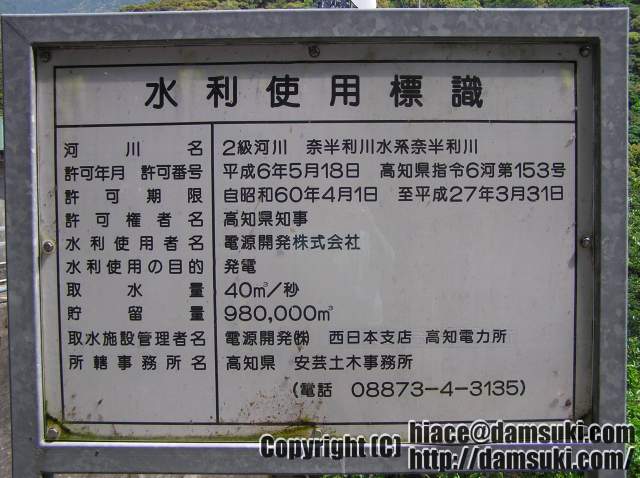 水利使用標識
河川名 2級河川 奈半利川水系奈半利川
許可年月 許可番号 平成6年5月18日 高知県指令6河第153号
許可期限 自昭和60年4月1日 至平成27年3月31日
許可権者名 高知県知事
水利使用者名 電源開発株式会社
水利使用の目的 発電
取水量 40㎥/秒
貯留量 980,000㎥
取水施設管理者名 電源開発㈱ 西日本支店 高知電力所
所轄事務所名 高知県 安芸土木事務所
(電話 08873-4-3135)
Copyright (C) hiace@damsuki.com
http://damsuki.com/